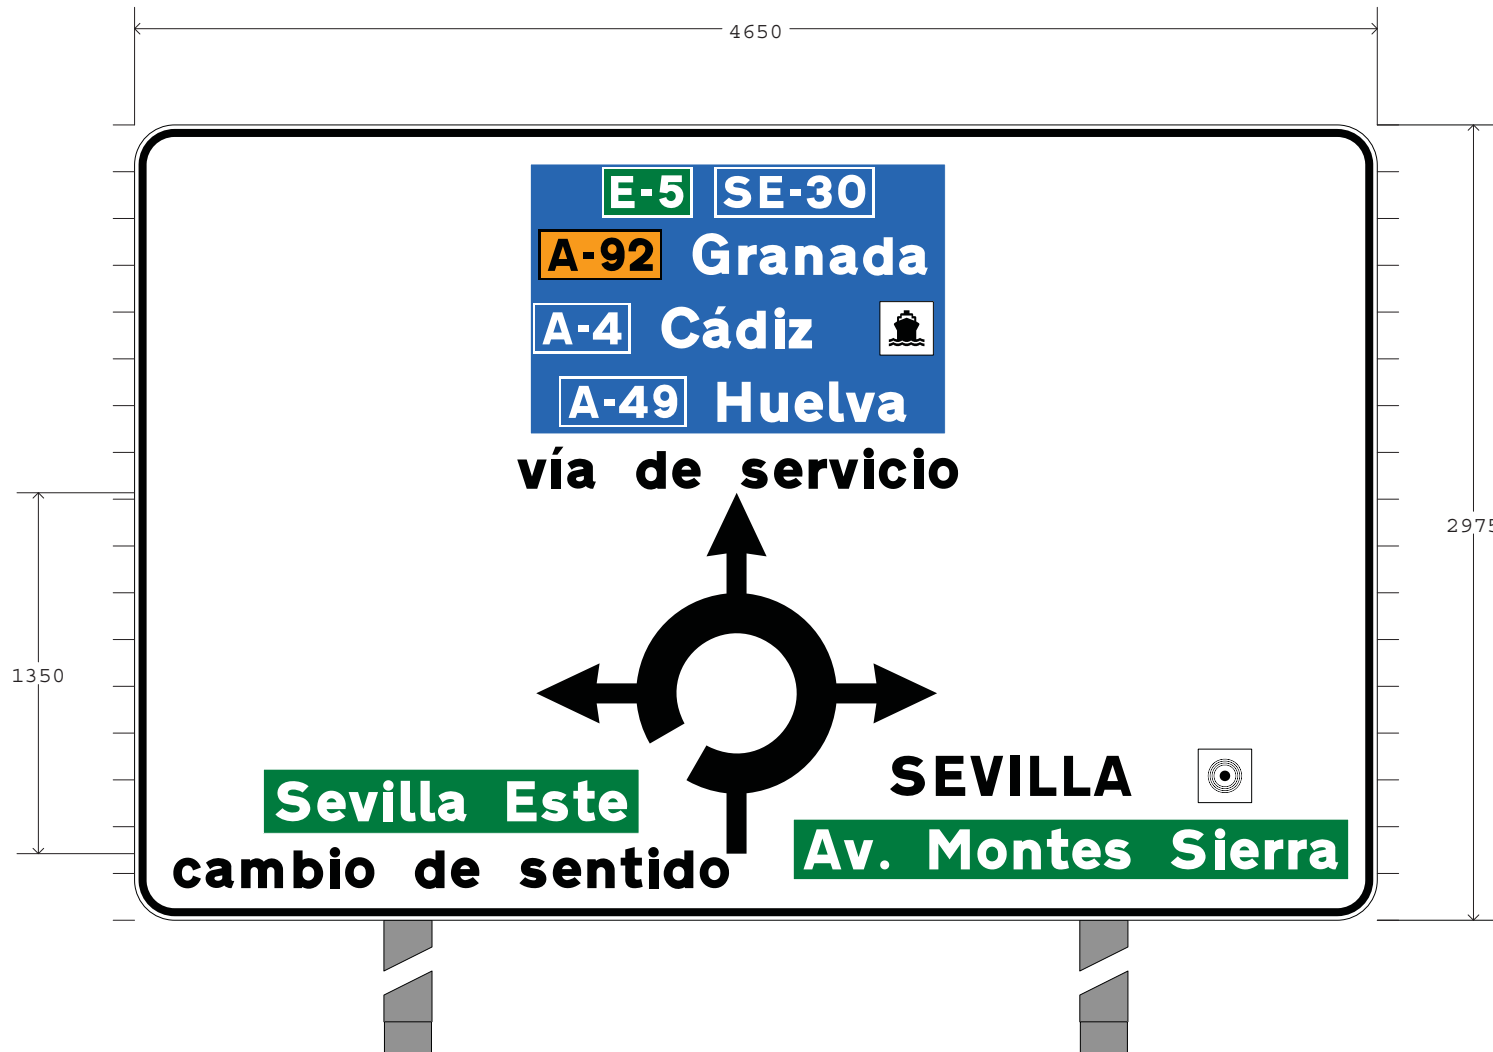 4650
E-5 SE-30
A-92 Granada
A-4 Cádiz
A-49 Huelva
vía de servicio
2975
1350
SEVILLA
Sevilla Este
Av. Montes Sierra
cambio de sentido